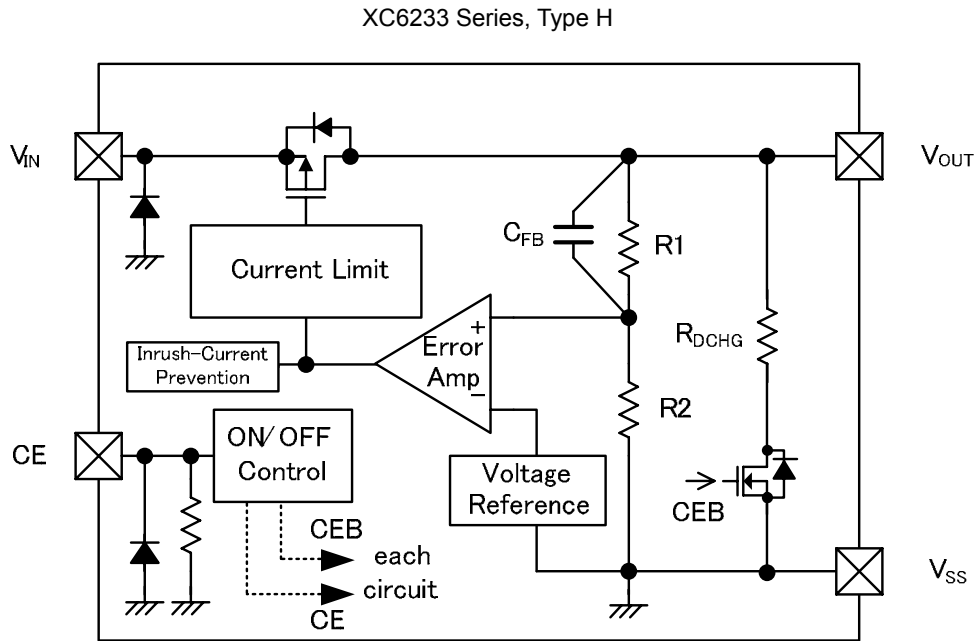 XC6233 Series, Type H
VIN
VOUT
CFB
R1
Current Limit
RDCHG
+
Error
Amp
−
Inrush-Current
Prevention
R2
CE
ON/OFF
Control
Voltage
Reference
CEB
CEB
each
circuit
CE
VSS